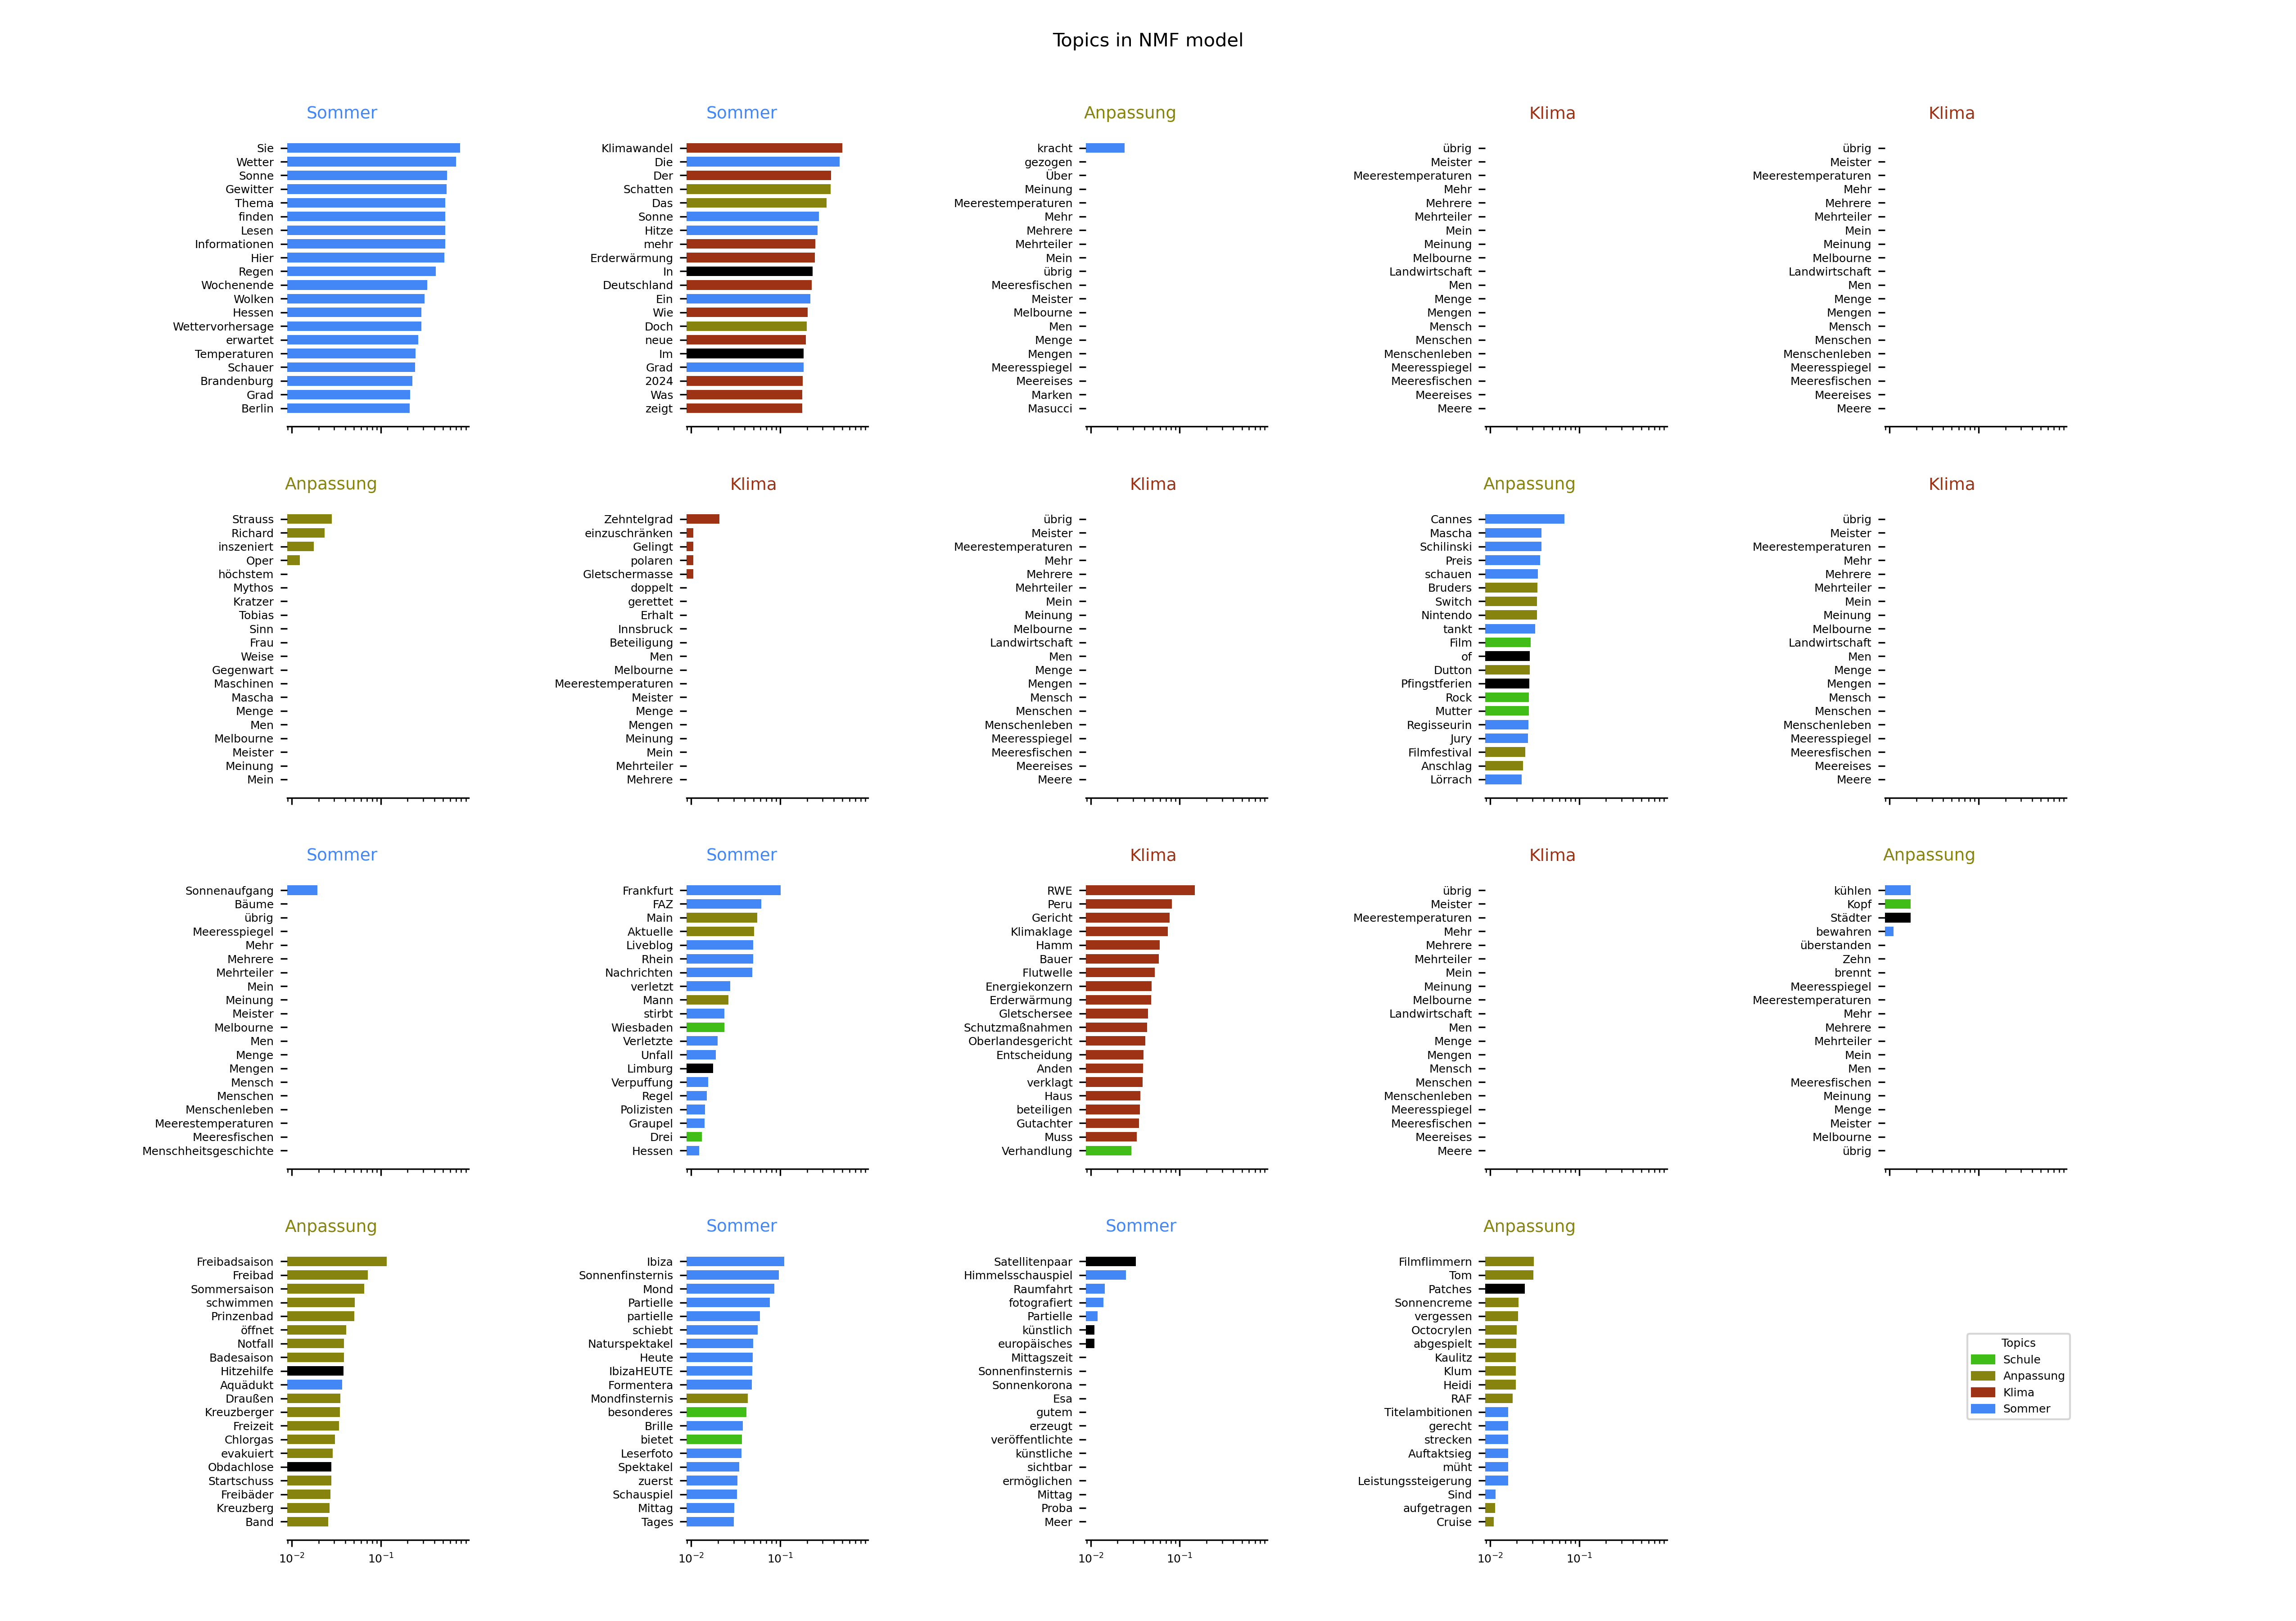 Topics in NMF model
Sommer
Sie
Wetter
Sonne
Gewitter
Thema
finden
Lesen
Informationen
Hier
Regen
Wochenende
Wolken
Hessen
Wettervorhersage
erwartet
Temperaturen
Schauer
Brandenburg
Grad
Berlin
Sommer
Klimawandel
Die
Der
Schatten
Das
Sonne
Hitze
mehr
Erderwärmung
In
Deutschland
Ein
Wie
Doch
neue
Im
Grad
2024
Was
zeigt
Anpassung
kracht
gezogen
Über
Meinung
Meerestemperaturen
Mehr
Mehrere
Mehrteiler
Mein
übrig
Meeresfischen
Meister
Melbourne
Men
Menge
Mengen
Meeresspiegel
Meereises
Marken
Masucci
Klima
übrig
Meister
Meerestemperaturen
Mehr
Mehrere
Mehrteiler
Mein
Meinung
Melbourne
Landwirtschaft
Men
Menge
Mengen
Mensch
Menschen
Menschenleben
Meeresspiegel
Meeresfischen
Meereises
Meere
Klima
übrig
Meister
Meerestemperaturen
Mehr
Mehrere
Mehrteiler
Mein
Meinung
Melbourne
Landwirtschaft
Men
Menge
Mengen
Mensch
Menschen
Menschenleben
Meeresspiegel
Meeresfischen
Meereises
Meere
Anpassung
Strauss
Richard
inszeniert
Oper
höchstem
Mythos
Kratzer
Tobias
Sinn
Frau
Weise
Gegenwart
Maschinen
Mascha
Menge
Men
Melbourne
Meister
Meinung
Mein
Klima
Zehntelgrad
einzuschränken
Gelingt
polaren
Gletschermasse
doppelt
gerettet
Erhalt
Innsbruck
Beteiligung
Men
Melbourne
Meerestemperaturen
Meister
Menge
Mengen
Meinung
Mein
Mehrteiler
Mehrere
Klima
übrig
Meister
Meerestemperaturen
Mehr
Mehrere
Mehrteiler
Mein
Meinung
Melbourne
Landwirtschaft
Men
Menge
Mengen
Mensch
Menschen
Menschenleben
Meeresspiegel
Meeresfischen
Meereises
Meere
Anpassung
Cannes
Mascha
Schilinski
Preis
schauen
Bruders
Switch
Nintendo
tankt
Film
of
Dutton
Pfingstferien
Rock
Mutter
Regisseurin
Jury
Filmfestival
Anschlag
Lörrach
Klima
übrig
Meister
Meerestemperaturen
Mehr
Mehrere
Mehrteiler
Mein
Meinung
Melbourne
Landwirtschaft
Men
Menge
Mengen
Mensch
Menschen
Menschenleben
Meeresspiegel
Meeresfischen
Meereises
Meere
Sommer
Sonnenaufgang
Bäume
übrig
Meeresspiegel
Mehr
Mehrere
Mehrteiler
Mein
Meinung
Meister
Melbourne
Men
Menge
Mengen
Mensch
Menschen
Menschenleben
Meerestemperaturen
Meeresfischen
Menschheitsgeschichte
Sommer
Frankfurt
FAZ
Main
Aktuelle
Liveblog
Rhein
Nachrichten
verletzt
Mann
stirbt
Wiesbaden
Verletzte
Unfall
Limburg
Verpuffung
Regel
Polizisten
Graupel
Drei
Hessen
Klima
RWE
Peru
Gericht
Klimaklage
Hamm
Bauer
Flutwelle
Energiekonzern
Erderwärmung
Gletschersee
Schutzmaßnahmen
Oberlandesgericht
Entscheidung
Anden
verklagt
Haus
beteiligen
Gutachter
Muss
Verhandlung
Klima
übrig
Meister
Meerestemperaturen
Mehr
Mehrere
Mehrteiler
Mein
Meinung
Melbourne
Landwirtschaft
Men
Menge
Mengen
Mensch
Menschen
Menschenleben
Meeresspiegel
Meeresfischen
Meereises
Meere
Anpassung
kühlen
Kopf
Städter
bewahren
überstanden
Zehn
brennt
Meeresspiegel
Meerestemperaturen
Mehr
Mehrere
Mehrteiler
Mein
Men
Meeresfischen
Meinung
Menge
Meister
Melbourne
übrig
Anpassung
Freibadsaison
Freibad
Sommersaison
schwimmen
Prinzenbad
öffnet
Notfall
Badesaison
Hitzehilfe
Aquädukt
Draußen
Kreuzberger
Freizeit
Chlorgas
evakuiert
Obdachlose
Startschuss
Freibäder
Kreuzberg
Band
10⁻² 10⁻¹
Sommer
Ibiza
Sonnenfinsternis
Mond
Partielle
partielle
schiebt
Naturspektakel
Heute
IbizaHEUTE
Formentera
Mondfinsternis
besonderes
Brille
bietet
Leserfoto
Spektakel
zuerst
Schauspiel
Mittag
Tages
10⁻² 10⁻¹
Sommer
Satellitenpaar
Himmelsschauspiel
Raumfahrt
fotografiert
Partielle
künstlich
europäisches
Mittagszeit
Sonnenfinsternis
Sonnenkorona
Esa
gutem
erzeugt
veröffentlichte
künstliche
sichtbar
ermöglichen
Mittag
Proba
Meer
10⁻² 10⁻¹
Anpassung
Filmflimmern
Tom
Patches
Sonnencreme
vergessen
Octocrylen
abgespielt
Kaulitz
Klum
Heidi
RAF
Titelambitionen
gerecht
strecken
Auftaktsieg
müht
Leistungssteigerung
Sind
aufgetragen
Cruise
10⁻² 10⁻¹
Topics
Schule
Anpassung
Klima
Sommer